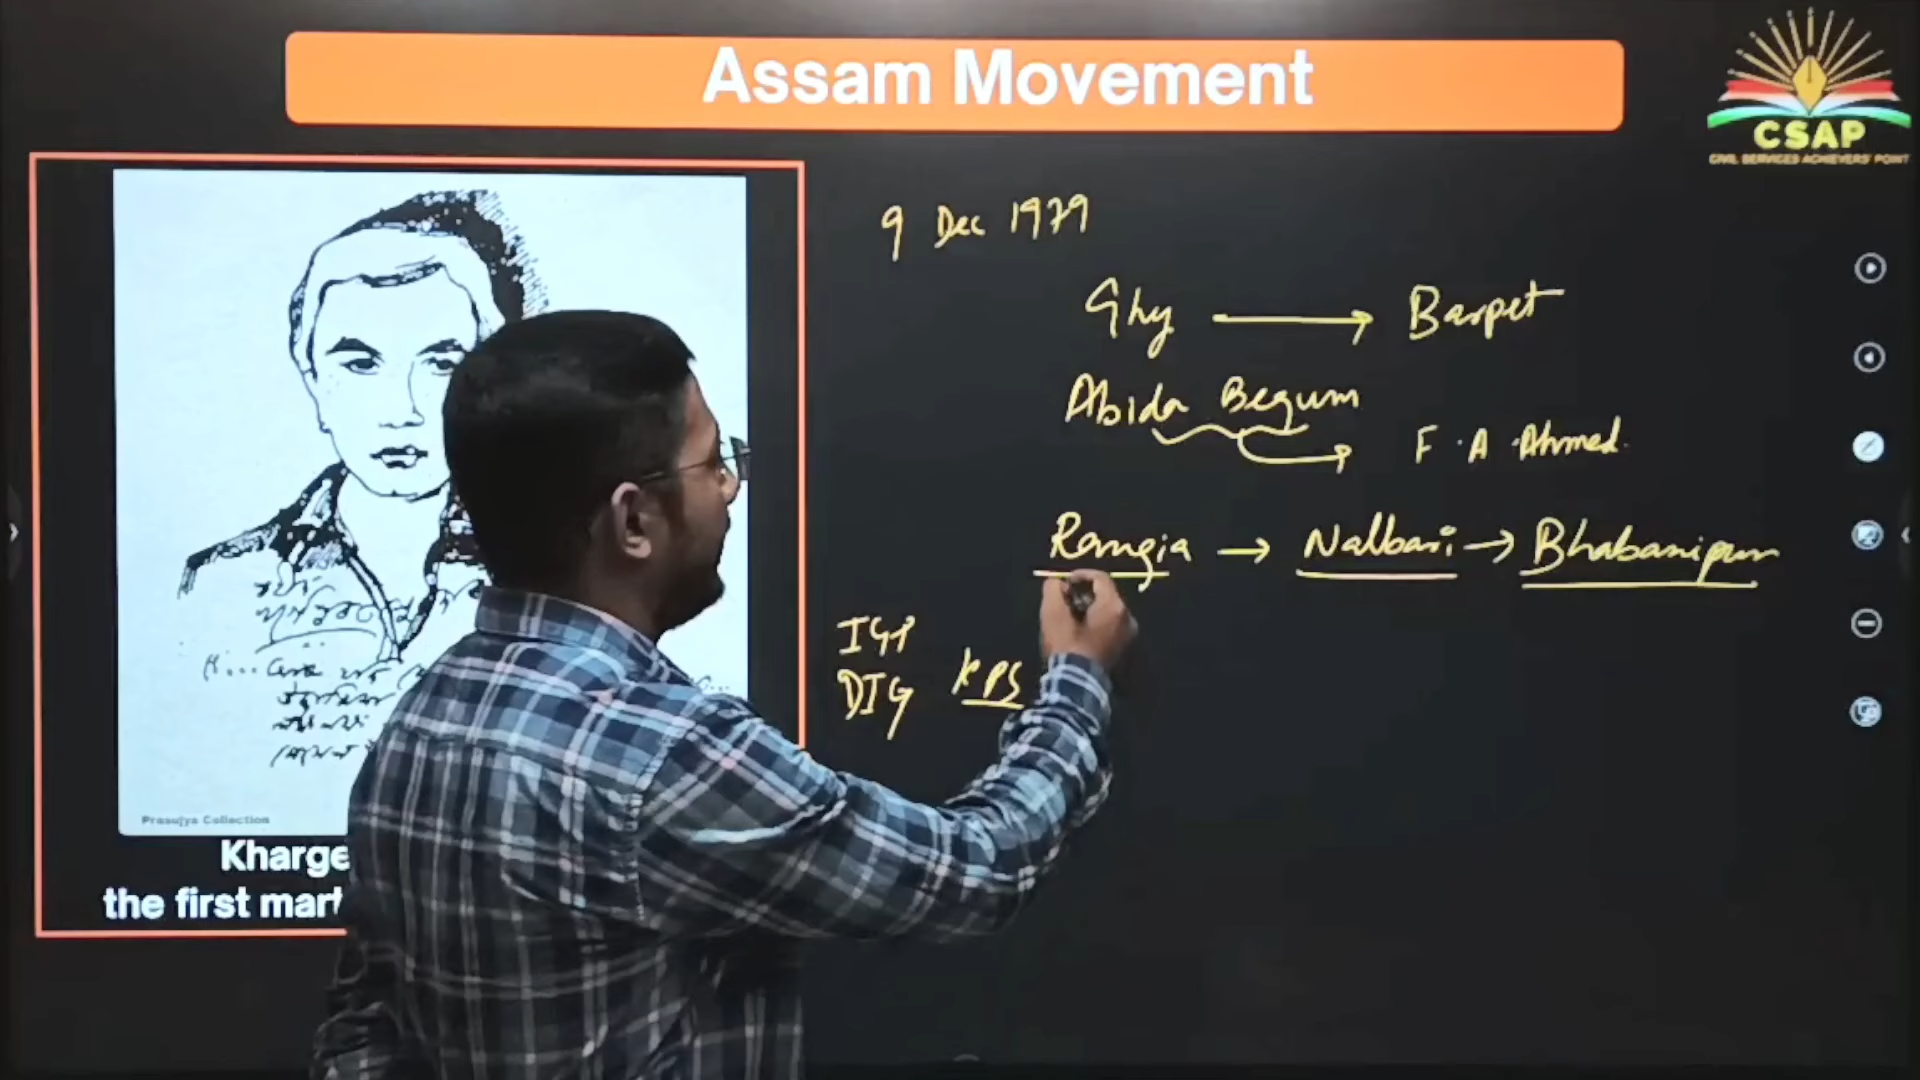 Assam Movement
CSAP
CIVIL SERVICES ACHIEVERS' POINT
9 Dec 1979
Ghy → Barpet
Abida Begum
→ F.A. Ahmed.
Rangia → Nalbari → Bhabanipur
IGP
DIG KPS
Prasujya Collection
Kharge
the first mart